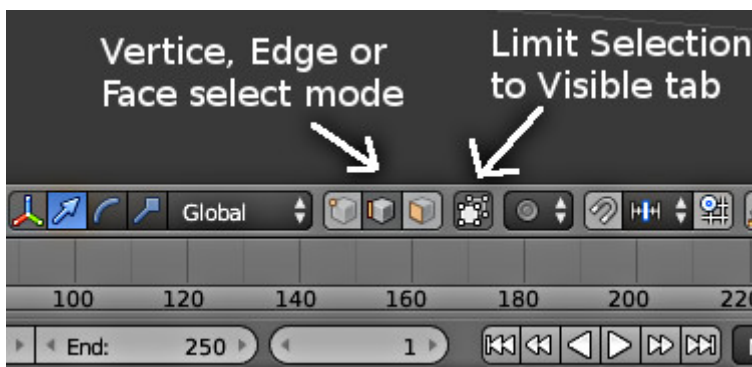 Vertice, Edge or
Face select mode
Limit Selection
to Visible tab
Global
100 120 140 160 180 200 220
End: 250 1